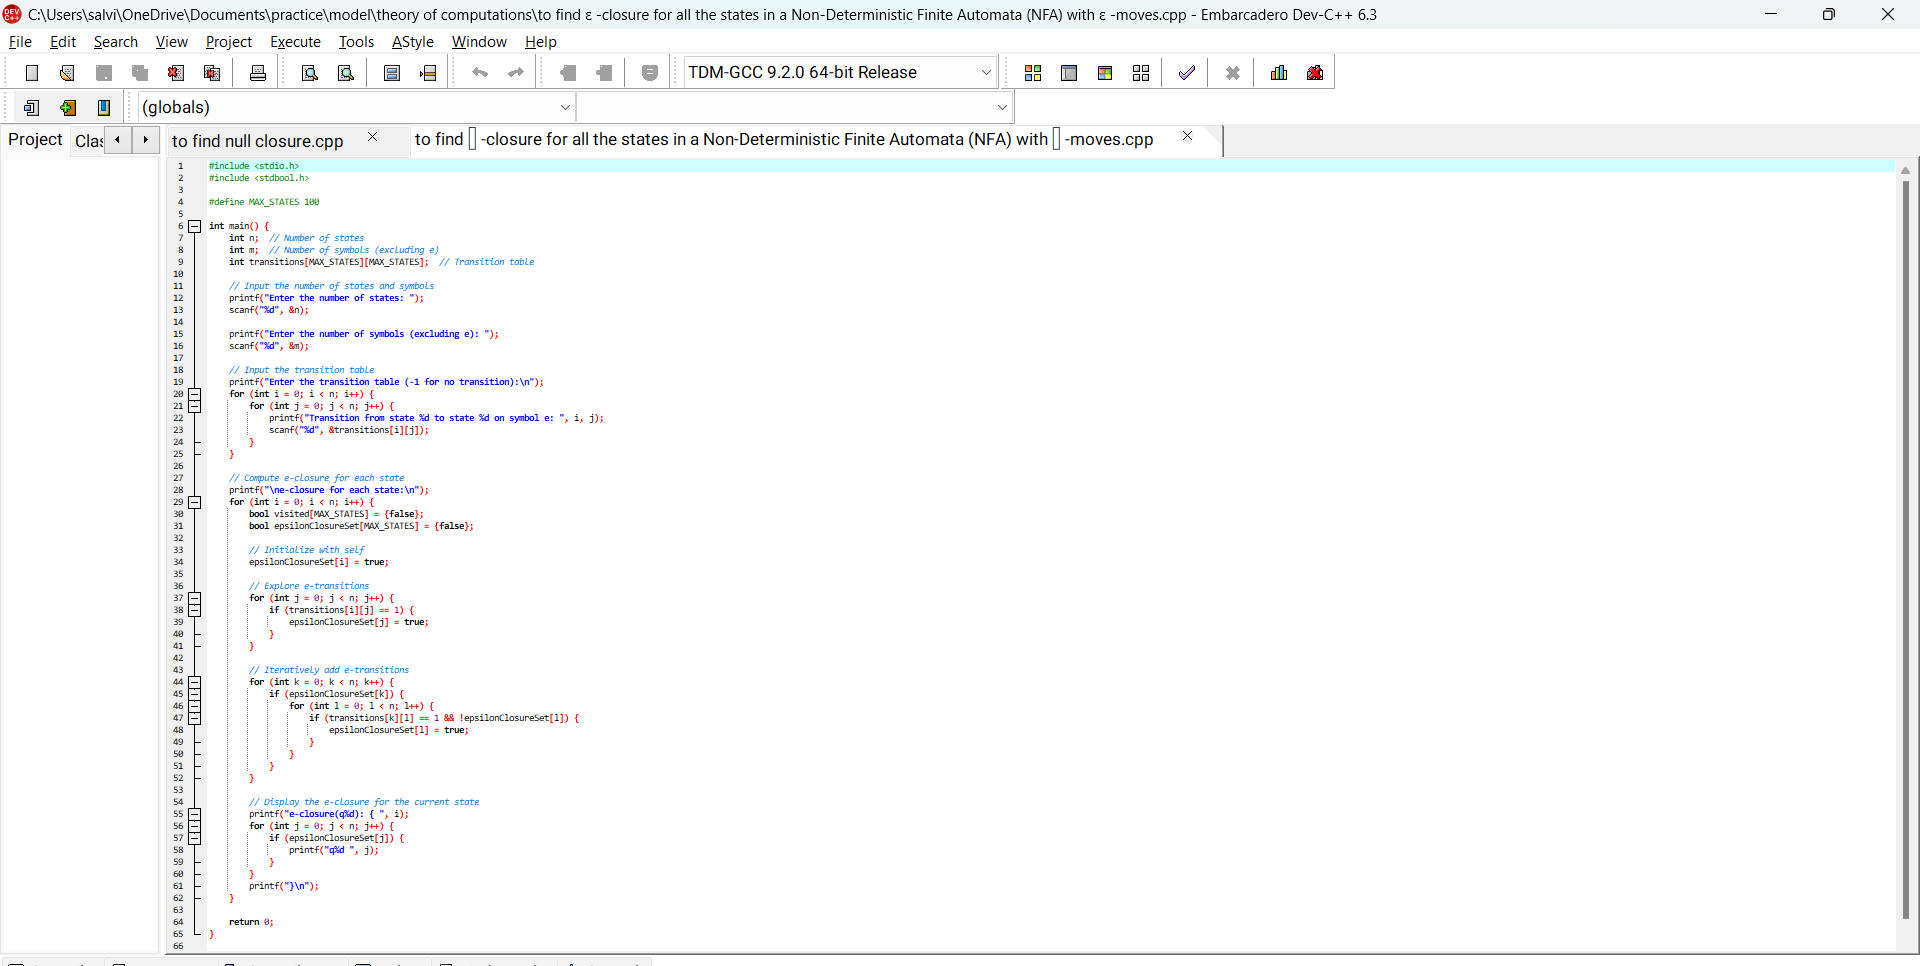 C:\Users\salvi\OneDrive\Documents\practice\model\theory of computations\to find ε -closure for all the states in a Non-Deterministic Finite Automata (NFA) with ε -moves.cpp - Embarcadero Dev-C++ 6.3
File Edit Search View Project Execute Tools AStyle Window Help
TDM-GCC 9.2.0 64-bit Release
(globals)
Project Clas to find null closure.cpp to find -closure for all the states in a Non-Deterministic Finite Automata (NFA) with -moves.cpp
1 #include <stdio.h>
2 #include <stdbool.h>
3
4 #define MAX_STATES 100
5
6 int main() {
7 int n; // Number of states
8 int m; // Number of symbols (excluding e)
9 int transitions[MAX_STATES][MAX_STATES]; // Transition table
10
11 // Input the number of states and symbols
12 printf("Enter the number of states: ");
13 scanf("%d", &n);
14
15 printf("Enter the number of symbols (excluding e): ");
16 scanf("%d", &m);
17
18 // Input the transition table
19 printf("Enter the transition table (-1 for no transition):\n");
20 for (int i = 0; i < n; i++) {
21 for (int j = 0; j < n; j++) {
22 printf("Transition from state %d to state %d on symbol e: ", i, j);
23 scanf("%d", &transitions[i][j]);
24 }
25 }
26
27 // Compute e-closure for each state
28 printf("\ne-closure for each state:\n");
29 for (int i = 0; i < n; i++) {
30 bool visited[MAX_STATES] = {false};
31 bool epsilonClosureSet[MAX_STATES] = {false};
32
33 // Initialize with self
34 epsilonClosureSet[i] = true;
35
36 // Explore e-transitions
37 for (int j = 0; j < n; j++) {
38 if (transitions[i][j] == 1) {
39 epsilonClosureSet[j] = true;
40 }
41 }
42
43 // Iteratively add e-transitions
44 for (int k = 0; k < n; k++) {
45 if (epsilonClosureSet[k]) {
46 for (int l = 0; l < n; l++) {
47 if (transitions[k][l] == 1 && !epsilonClosureSet[l]) {
48 epsilonClosureSet[l] = true;
49 }
50 }
51 }
52 }
53
54 // Display the e-closure for the current state
55 printf("e-closure(q%d): { ", i);
56 for (int j = 0; j < n; j++) {
57 if (epsilonClosureSet[j]) {
58 printf("q%d ", j);
59 }
60 }
61 printf("}\n");
62 }
63
64 return 0;
65 }
66